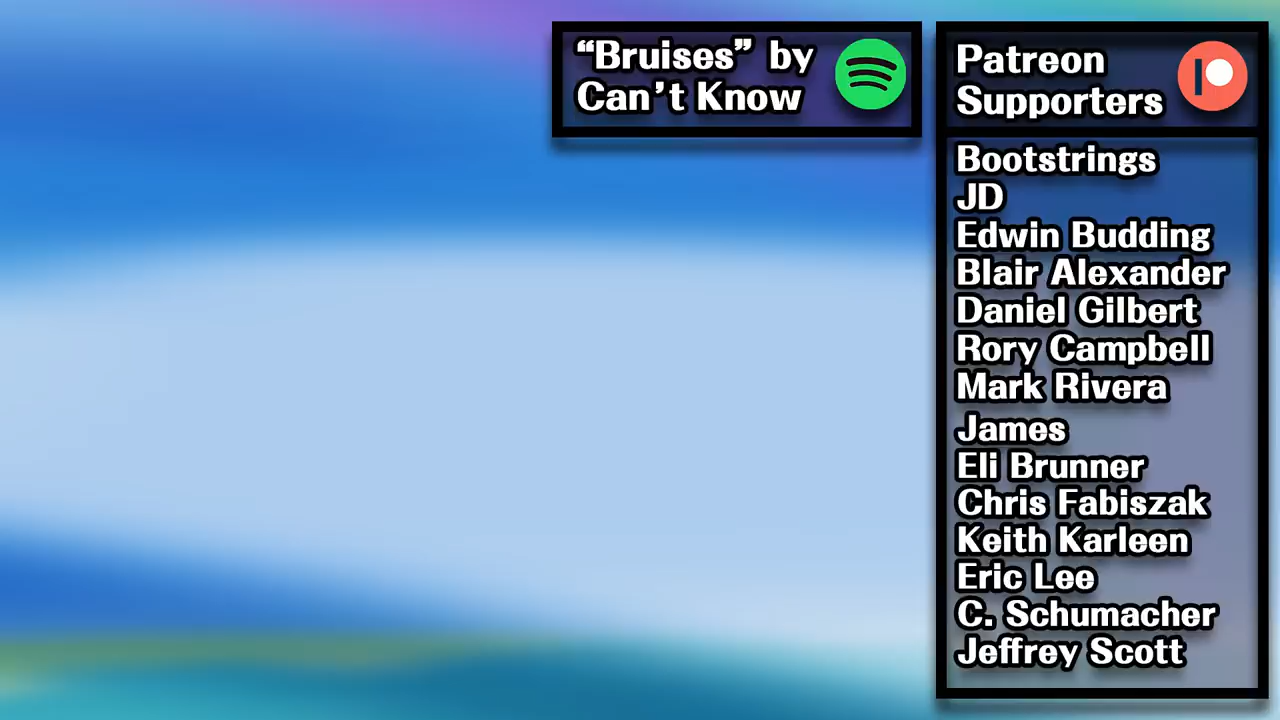 “Bruises” by
Can’t Know
Patreon
Supporters
Bootstrings
JD
Edwin Budding
Blair Alexander
Daniel Gilbert
Rory Campbell
Mark Rivera
James
Eli Brunner
Chris Fabiszak
Keith Karleen
Eric Lee
C. Schumacher
Jeffrey Scott